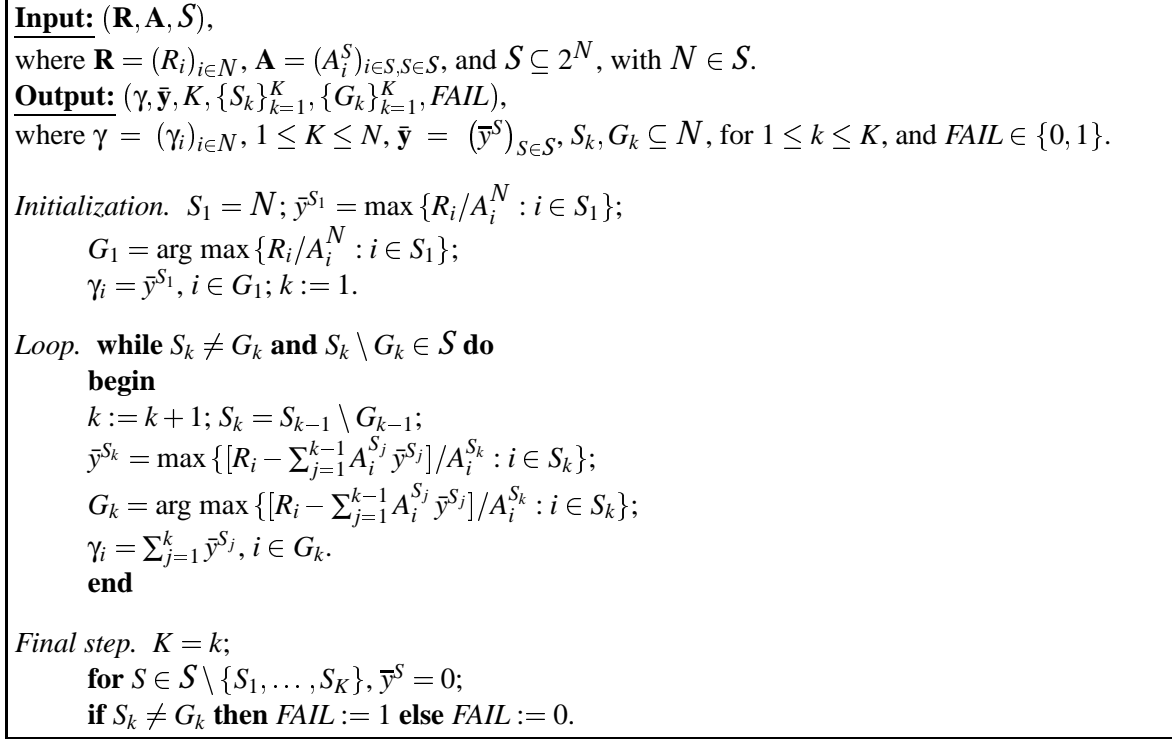 Input: (R, A, 𝒮),
where R = (R_i)_{i∈𝒩}, A = (A_i^S)_{i∈S,S∈𝒮}, and 𝒮 ⊆ 2^𝒩, with 𝒩 ∈ 𝒮.
Output: (γ, ȳ, K, {S_k}_{k=1}^K, {G_k}_{k=1}^K, FAIL),
where γ = (γ_i)_{i∈𝒩}, 1 ≤ K ≤ N, ȳ = (ȳ^S)_{S∈𝒮}, S_k, G_k ⊆ 𝒩, for 1 ≤ k ≤ K, and FAIL ∈ {0, 1}.
Initialization. S_1 = 𝒩; ȳ^{S_1} = max {R_i/A_i^𝒩 : i ∈ S_1};
G_1 = arg max {R_i/A_i^𝒩 : i ∈ S_1};
γ_i = ȳ^{S_1}, i ∈ G_1; k := 1.
Loop. while S_k ≠ G_k and S_k \ G_k ∈ 𝒮 do
begin
k := k + 1; S_k = S_{k−1} \ G_{k−1};
ȳ^{S_k} = max {[R_i − ∑_{j=1}^{k−1} A_i^{S_j} ȳ^{S_j}]/A_i^{S_k} : i ∈ S_k};
G_k = arg max {[R_i − ∑_{j=1}^{k−1} A_i^{S_j} ȳ^{S_j}]/A_i^{S_k} : i ∈ S_k};
γ_i = ∑_{j=1}^k ȳ^{S_j}, i ∈ G_k.
end
Final step. K = k;
for S ∈ 𝒮 \ {S_1, . . . , S_K}, ȳ^S = 0;
if S_k ≠ G_k then FAIL := 1 else FAIL := 0.